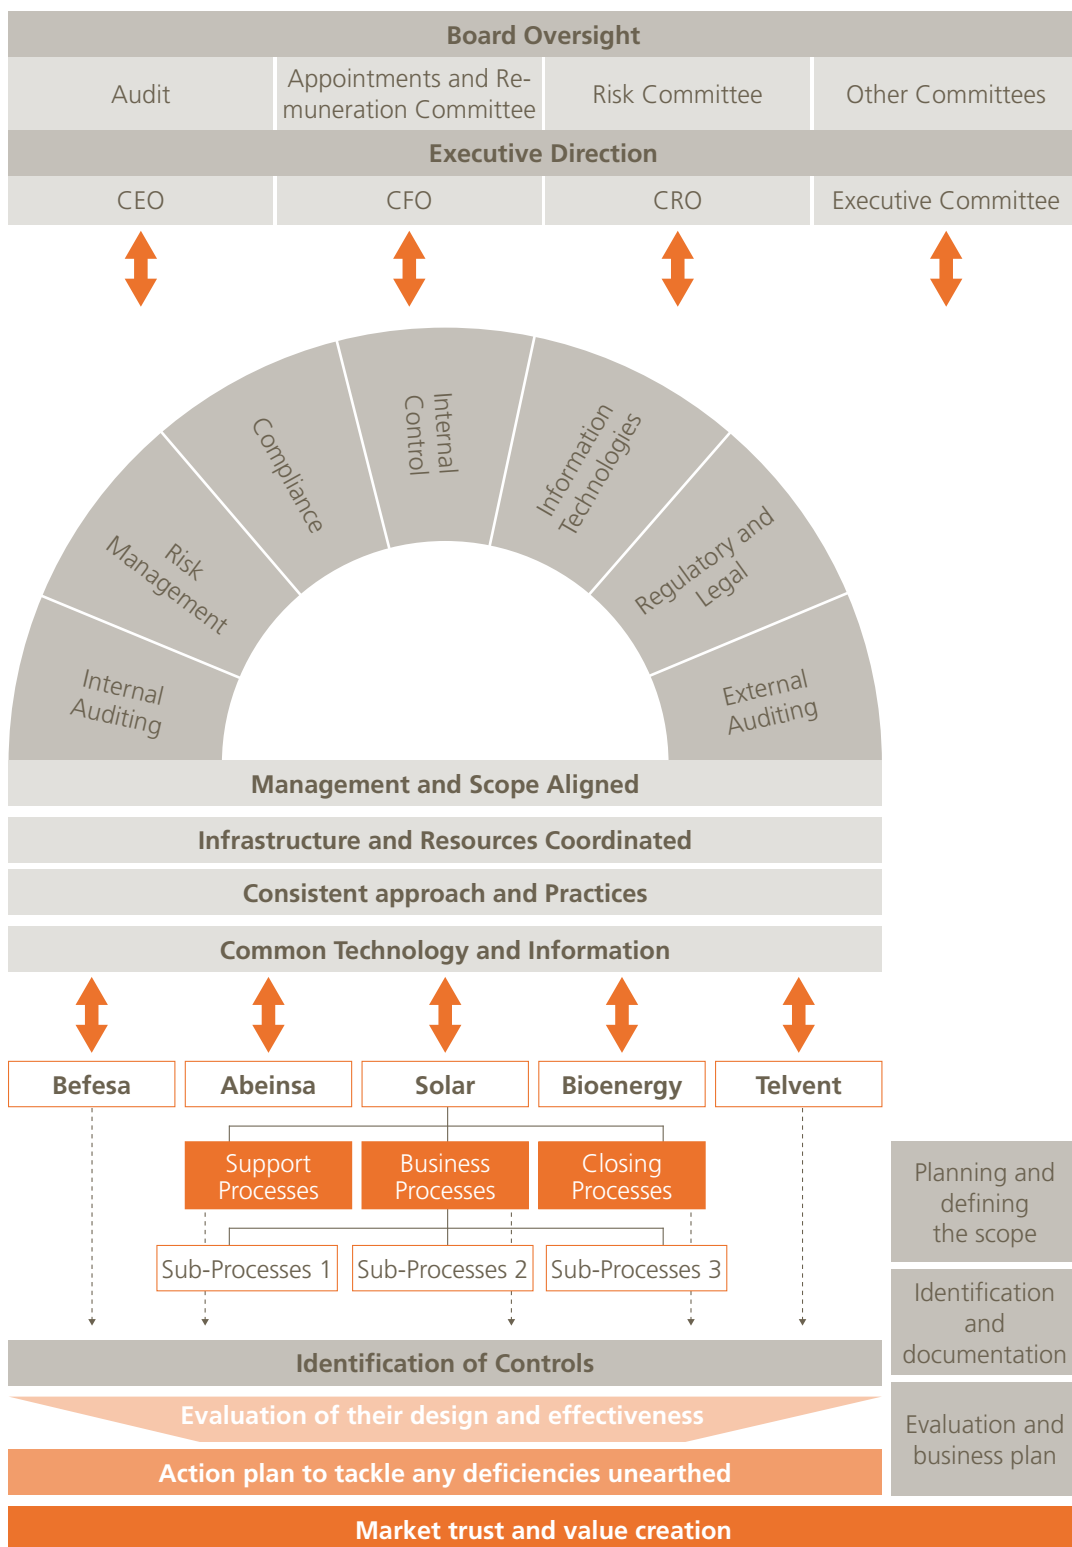 Board Oversight
Audit
Appointments and Re-
muneration Committee
Risk Committee
Other Committees
Executive Direction
CEO
CFO
CRO
Executive Committee
Internal
Auditing
Risk
Management
Compliance
Internal
Control
Information
Technologies
Regulatory and
Legal
External
Auditing
Management and Scope Aligned
Infrastructure and Resources Coordinated
Consistent approach and Practices
Common Technology and Information
Befesa
Abeinsa
Solar
Bioenergy
Telvent
Support
Processes
Business
Processes
Closing
Processes
Sub-Processes 1
Sub-Processes 2
Sub-Processes 3
Planning and
defining
the scope
Identification
and
documentation
Evaluation and
business plan
Identification of Controls
Evaluation of their design and effectiveness
Action plan to tackle any deficiencies unearthed
Market trust and value creation